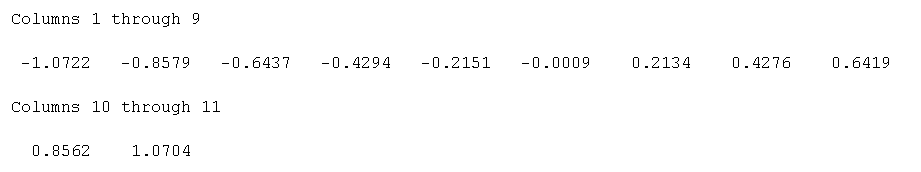 Columns 1 through 9
-1.0722 -0.8579 -0.6437 -0.4294 -0.2151 -0.0009 0.2134 0.4276 0.6419
Columns 10 through 11
0.8562 1.0704